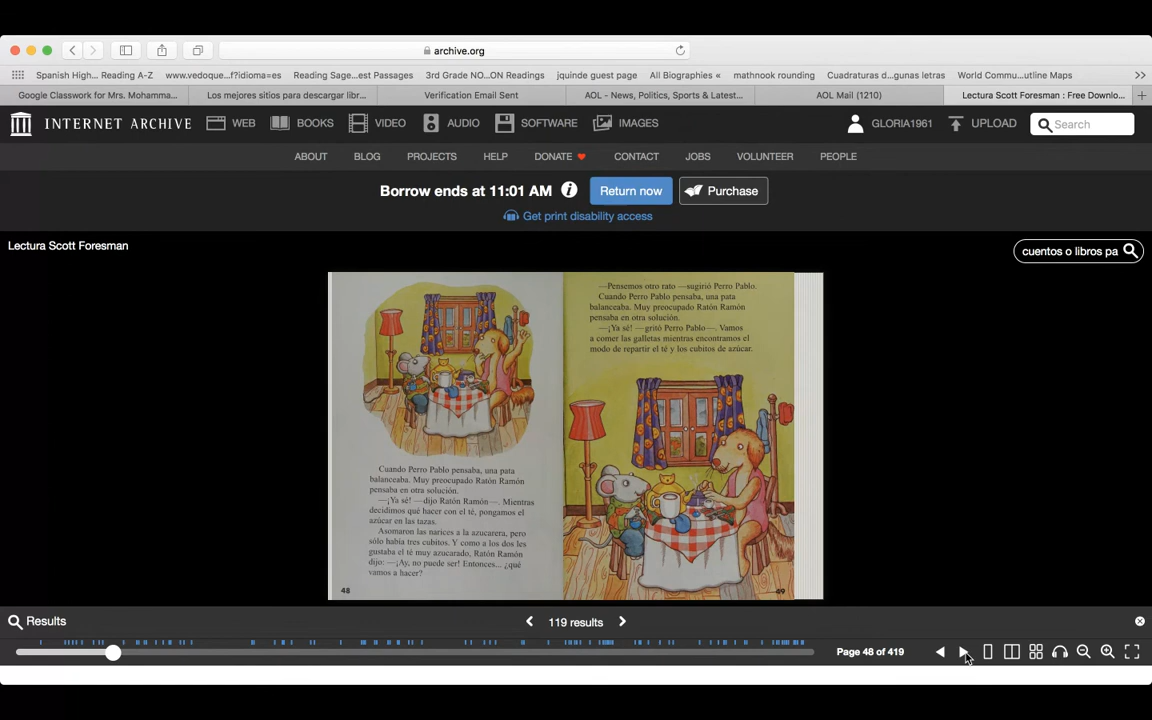 archive.org
Spanish High... Reading A-Z www.vedoque...f?idioma=es Reading Sage...est Passages 3rd Grade NO...ON Readings jquinde guest page All Biographies « mathnook rounding Cuadraturas d...gunas letras World Commu...utline Maps
Google Classwork for Mrs. Mohamma... Los mejores sitios para descargar libr... Verification Email Sent AOL - News, Politics, Sports & Latest... AOL Mail (1210) Lectura Scott Foresman : Free Downlo...
INTERNET ARCHIVE WEB BOOKS VIDEO AUDIO SOFTWARE IMAGES GLORIA1961 UPLOAD Search
ABOUT BLOG PROJECTS HELP DONATE CONTACT JOBS VOLUNTEER PEOPLE
Borrow ends at 11:01 AM Return now Purchase
Get print disability access
Lectura Scott Foresman
cuentos o libros pa
Cuando Perro Pablo pensaba, una pata
balanceaba. Muy preocupado Ratón Ramón
pensaba en otra solución.
—¡Ya sé! —dijo Ratón Ramón—. Mientras
decidimos qué hacer con el té, pongamos el
azúcar en las tazas.
Asomaron las narices a la azucarera, pero
sólo había tres cubitos. Y como a los dos les
gustaba el té muy azucarado, Ratón Ramón
dijo: —¡Ay, no puede ser! Entonces... ¿qué
vamos a hacer?
48
—Pensemos otro rato —sugirió Perro Pablo.
Cuando Perro Pablo pensaba, una pata
balanceaba. Muy preocupado Ratón Ramón
pensaba en otra solución.
—¡Ya sé! —gritó Perro Pablo—. Vamos
a comer las galletas mientras encontramos el
modo de repartir el té y los cubitos de azúcar.
49
Results
119 results
Page 48 of 419